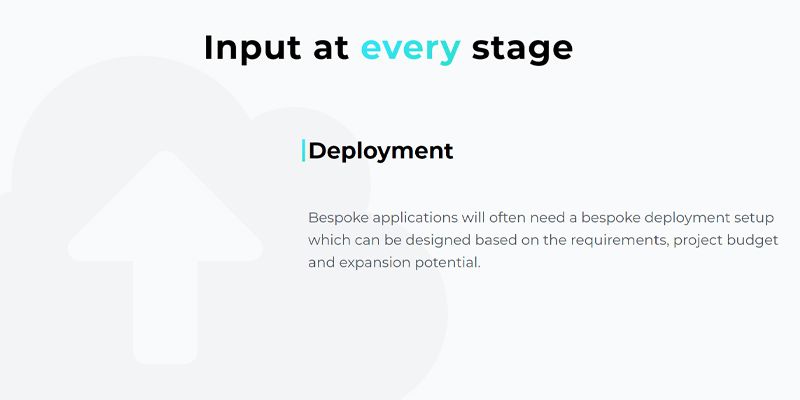 Input at every stage
Deployment
Bespoke applications will often need a bespoke deployment setup
which can be designed based on the requirements, project budget
and expansion potential.